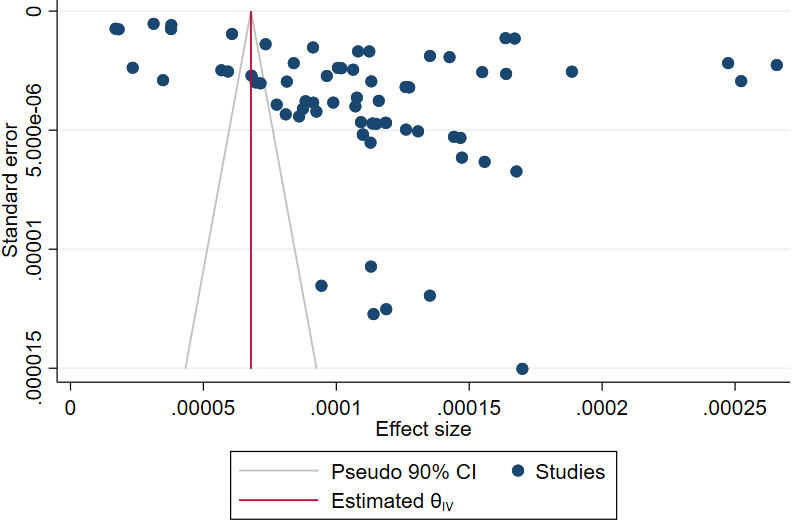 Standard error
0
5.000e-06
.00001
.000015
0
.00005
.0001
.00015
.0002
.00025
Effect size
Pseudo 90% CI
Studies
Estimated θIV